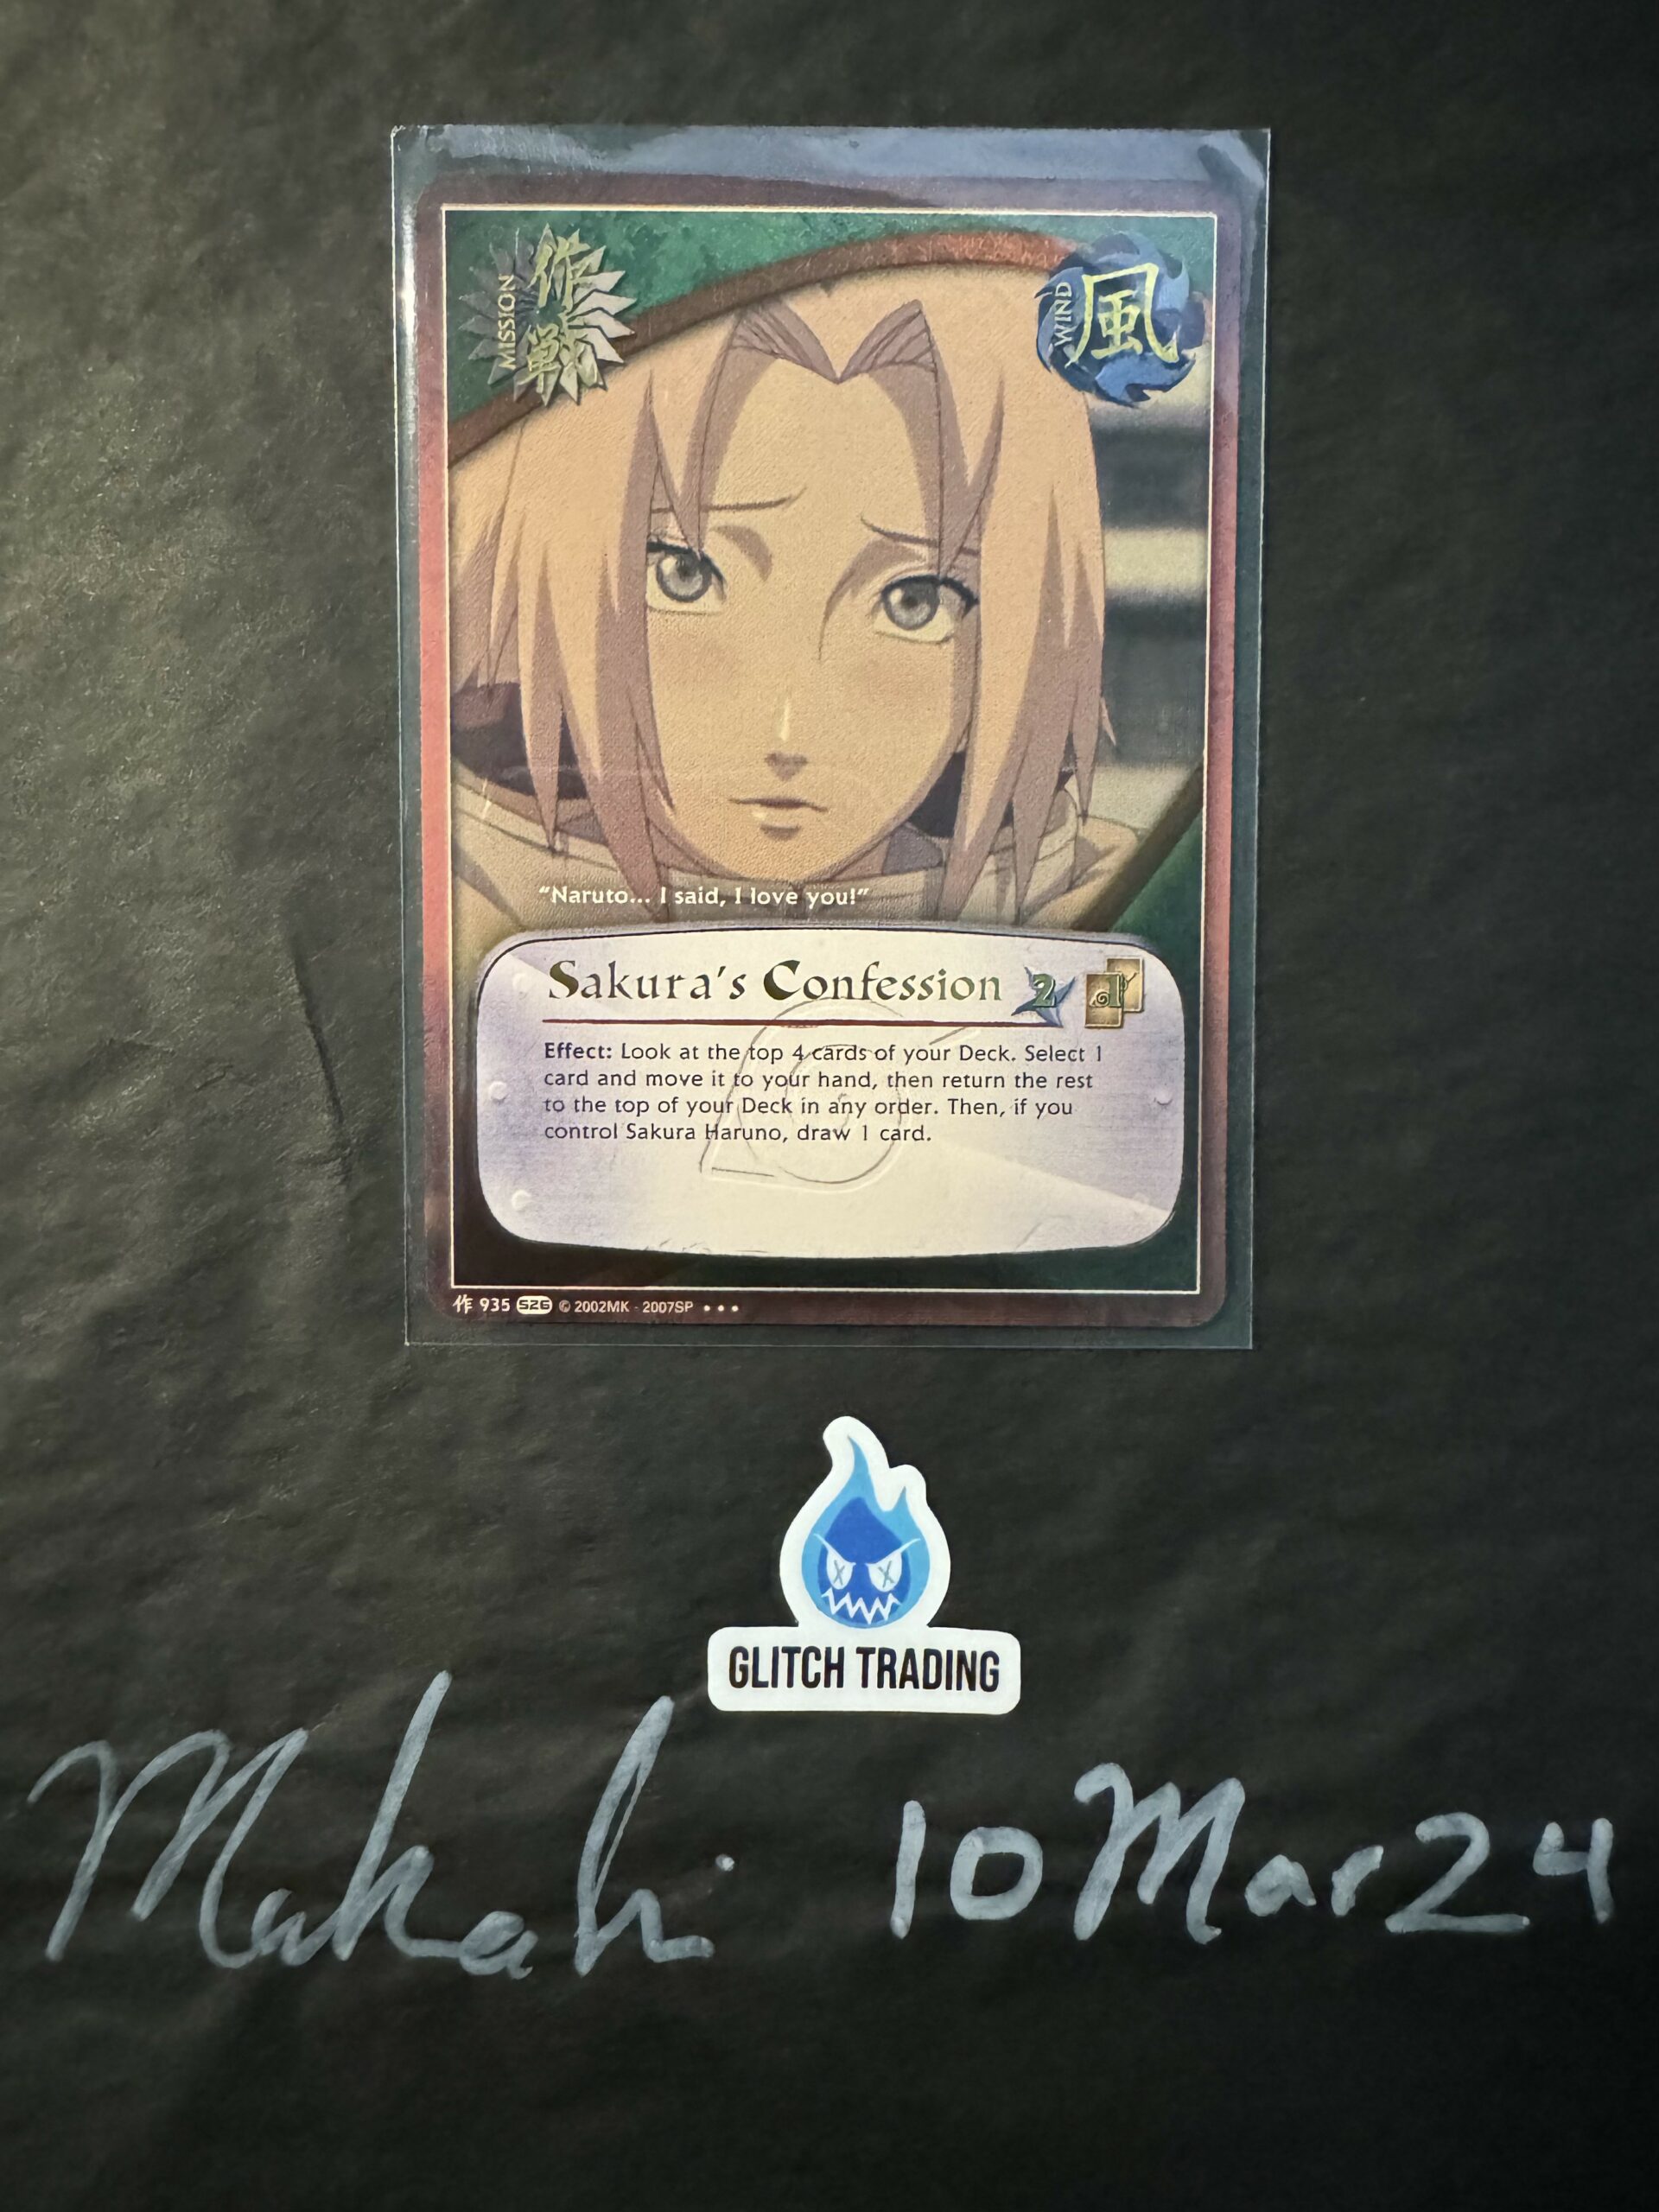 MISSION
作戦
WIND
風
“Naruto... I said, I love you!”
Sakura's Confession 2 1
Effect: Look at the top 4 cards of your Deck. Select 1
card and move it to your hand, then return the rest
to the top of your Deck in any order. Then, if you
control Sakura Haruno, draw 1 card.
作 935 S26 © 2002MK - 2007SP
GLITCH TRADING
10 Mar 24